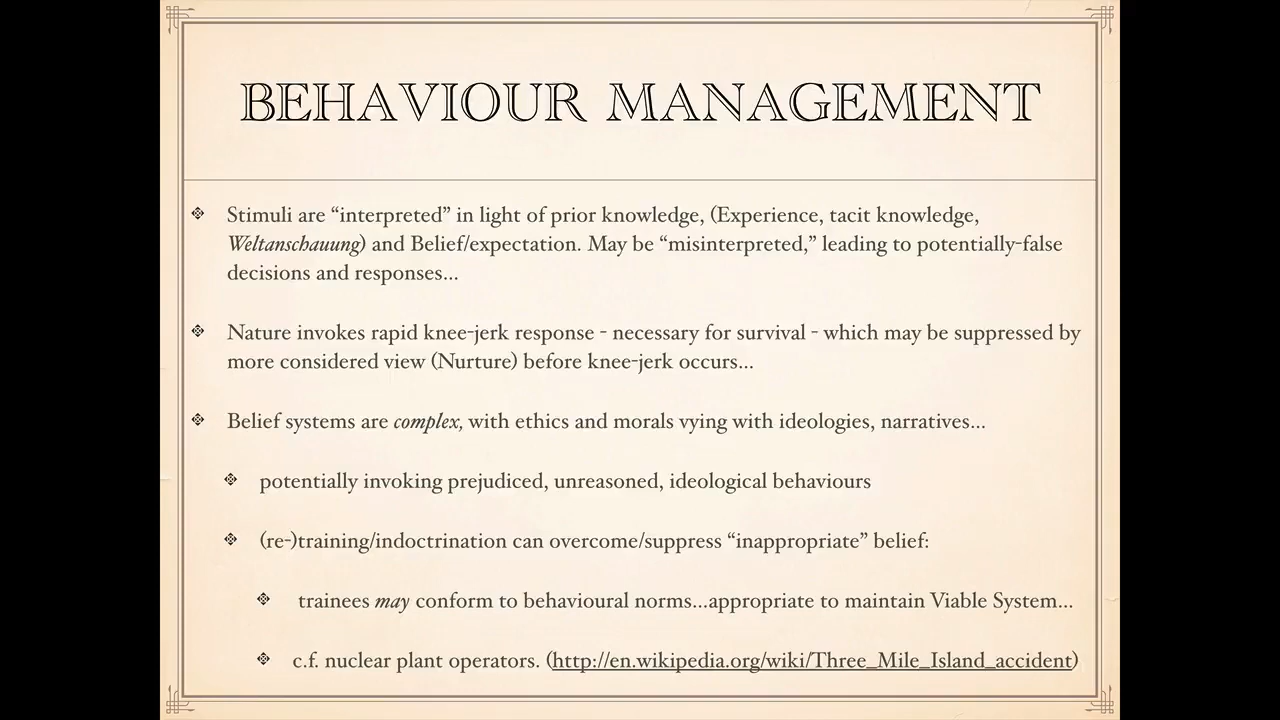 BEHAVIOUR MANAGEMENT
Stimuli are “interpreted” in light of prior knowledge, (Experience, tacit knowledge,
Weltanschauung) and Belief/expectation. May be “misinterpreted,” leading to potentially-false
decisions and responses…
Nature invokes rapid knee-jerk response - necessary for survival - which may be suppressed by
more considered view (Nurture) before knee-jerk occurs…
Belief systems are complex, with ethics and morals vying with ideologies, narratives…
potentially invoking prejudiced, unreasoned, ideological behaviours
(re-)training/indoctrination can overcome/suppress “inappropriate” belief:
trainees may conform to behavioural norms…appropriate to maintain Viable System…
c.f. nuclear plant operators. (http://en.wikipedia.org/wiki/Three_Mile_Island_accident)